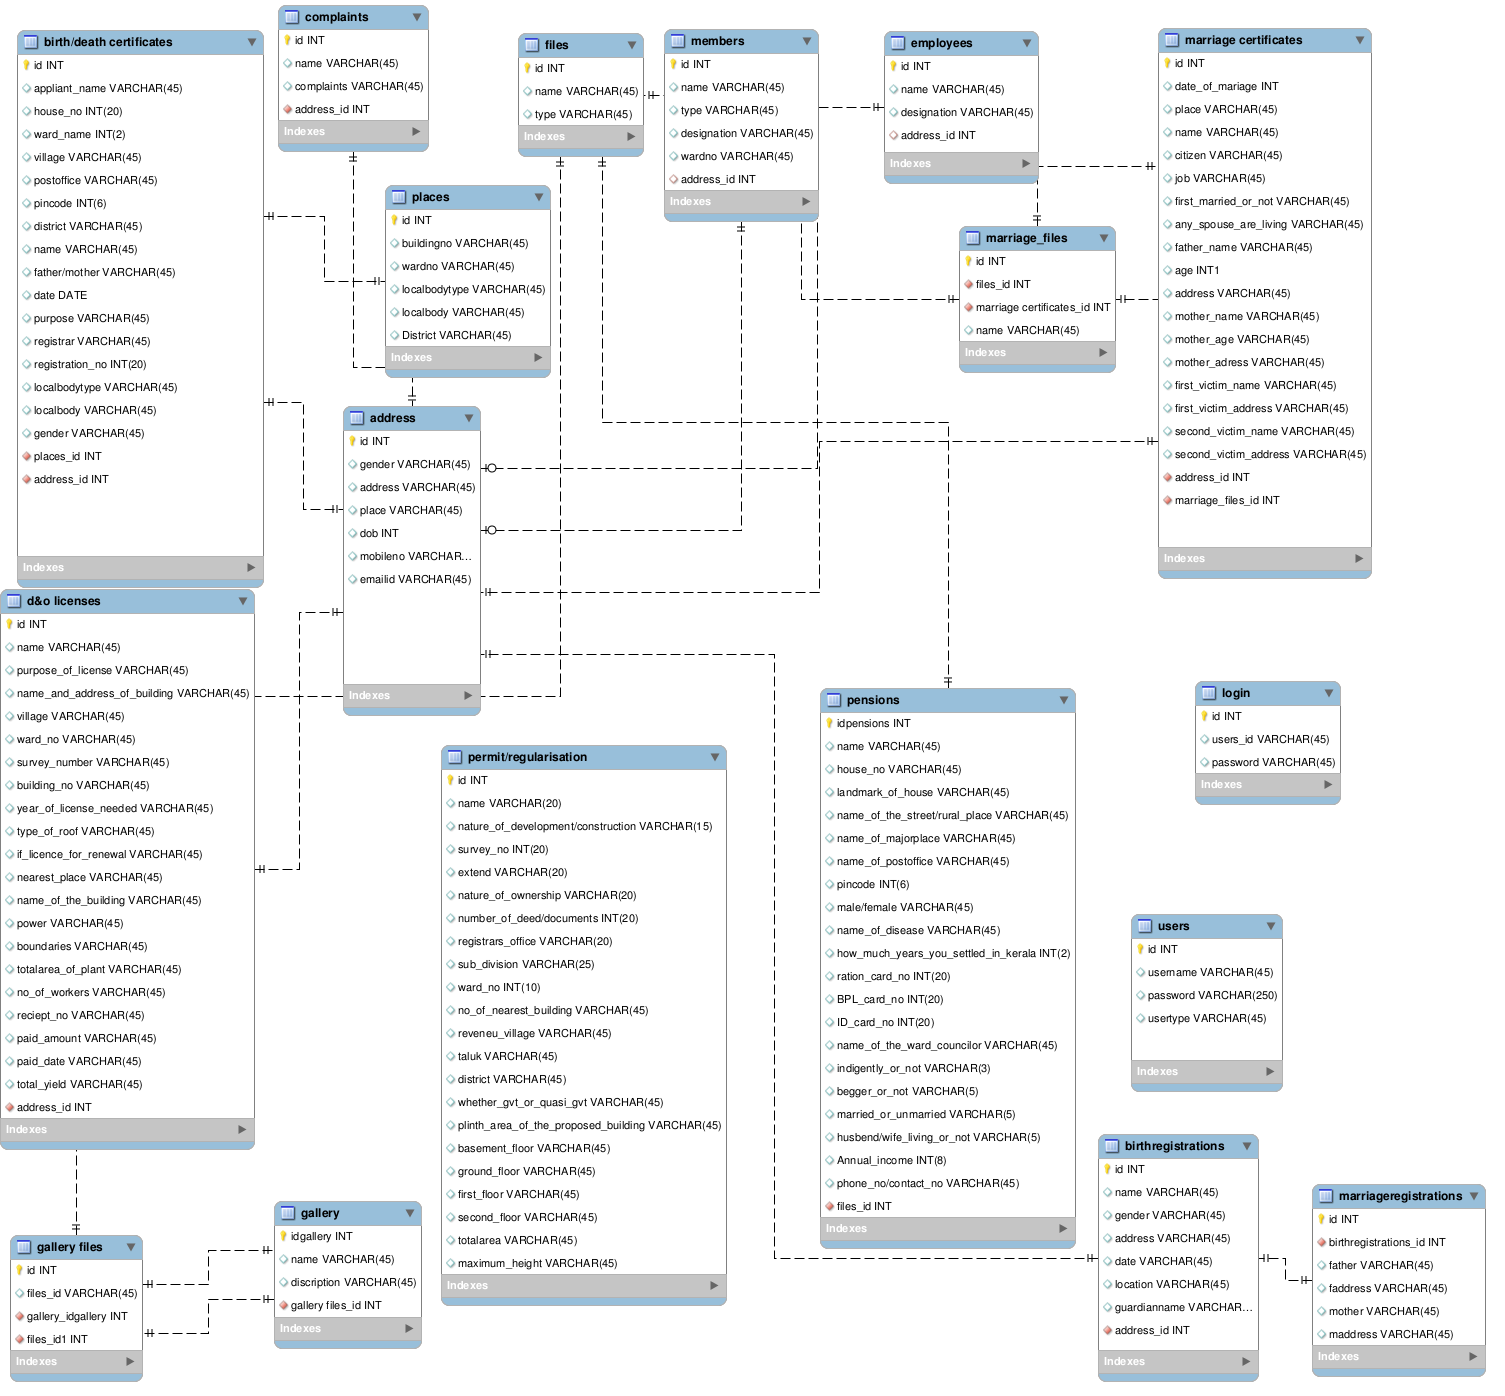 birth/death certificates
id INT
appliant_name VARCHAR(45)
house_no INT(20)
ward_name INT(2)
village VARCHAR(45)
postoffice VARCHAR(45)
pincode INT(6)
district VARCHAR(45)
name VARCHAR(45)
father/mother VARCHAR(45)
date DATE
purpose VARCHAR(45)
registrar VARCHAR(45)
registration_no INT(20)
localbodytype VARCHAR(45)
localbody VARCHAR(45)
gender VARCHAR(45)
places_id INT
address_id INT
Indexes
complaints
id INT
name VARCHAR(45)
complaints VARCHAR(45)
address_id INT
Indexes
places
id INT
buildingno VARCHAR(45)
wardno VARCHAR(45)
localbodytype VARCHAR(45)
localbody VARCHAR(45)
District VARCHAR(45)
Indexes
files
id INT
name VARCHAR(45)
type VARCHAR(45)
Indexes
members
id INT
name VARCHAR(45)
type VARCHAR(45)
designation VARCHAR(45)
wardno VARCHAR(45)
address_id INT
Indexes
employees
id INT
name VARCHAR(45)
designation VARCHAR(45)
address_id INT
Indexes
marriage_files
id INT
files_id INT
marriage certificates_id INT
name VARCHAR(45)
Indexes
marriage certificates
id INT
date_of_mariage INT
place VARCHAR(45)
name VARCHAR(45)
citizen VARCHAR(45)
job VARCHAR(45)
first_married_or_not VARCHAR(45)
any_spouse_are_living VARCHAR(45)
father_name VARCHAR(45)
age INT1
address VARCHAR(45)
mother_name VARCHAR(45)
mother_age VARCHAR(45)
mother_adress VARCHAR(45)
first_victim_name VARCHAR(45)
first_victim_address VARCHAR(45)
second_victim_name VARCHAR(45)
second_victim_address VARCHAR(45)
address_id INT
marriage_files_id INT
Indexes
address
id INT
gender VARCHAR(45)
address VARCHAR(45)
place VARCHAR(45)
dob INT
mobileno VARCHAR...
emailid VARCHAR(45)
Indexes
d&o licenses
id INT
name VARCHAR(45)
purpose_of_license VARCHAR(45)
name_and_address_of_building VARCHAR(45)
village VARCHAR(45)
ward_no VARCHAR(45)
survey_number VARCHAR(45)
building_no VARCHAR(45)
year_of_license_needed VARCHAR(45)
type_of_roof VARCHAR(45)
if_licence_for_renewal VARCHAR(45)
nearest_place VARCHAR(45)
name_of_the_building VARCHAR(45)
power VARCHAR(45)
boundaries VARCHAR(45)
totalarea_of_plant VARCHAR(45)
no_of_workers VARCHAR(45)
reciept_no VARCHAR(45)
paid_amount VARCHAR(45)
paid_date VARCHAR(45)
total_yield VARCHAR(45)
address_id INT
Indexes
permit/regularisation
id INT
name VARCHAR(20)
nature_of_development/construction VARCHAR(15)
survey_no INT(20)
extend VARCHAR(20)
nature_of_ownership VARCHAR(20)
number_of_deed/documents INT(20)
registrars_office VARCHAR(20)
sub_division VARCHAR(25)
ward_no INT(10)
no_of_nearest_building VARCHAR(45)
reveneu_village VARCHAR(45)
taluk VARCHAR(45)
district VARCHAR(45)
whether_gvt_or_quasi_gvt VARCHAR(45)
plinth_area_of_the_proposed_building VARCHAR(45)
basement_floor VARCHAR(45)
ground_floor VARCHAR(45)
first_floor VARCHAR(45)
second_floor VARCHAR(45)
totalarea VARCHAR(45)
maximum_height VARCHAR(45)
Indexes
pensions
idpensions INT
name VARCHAR(45)
house_no VARCHAR(45)
landmark_of_house VARCHAR(45)
name_of_the_street/rural_place VARCHAR(45)
name_of_majorplace VARCHAR(45)
name_of_postoffice VARCHAR(45)
pincode INT(6)
male/female VARCHAR(45)
name_of_disease VARCHAR(45)
how_much_years_you_settled_in_kerala INT(2)
ration_card_no INT(20)
BPL_card_no INT(20)
ID_card_no INT(20)
name_of_the_ward_councilor VARCHAR(45)
indigently_or_not VARCHAR(3)
begger_or_not VARCHAR(5)
married_or_unmarried VARCHAR(5)
husbend/wife_living_or_not VARCHAR(5)
Annual_income INT(8)
phone_no/contact_no VARCHAR(45)
files_id INT
Indexes
login
id INT
users_id VARCHAR(45)
password VARCHAR(45)
Indexes
users
id INT
username VARCHAR(45)
password VARCHAR(250)
usertype VARCHAR(45)
Indexes
gallery files
id INT
files_id VARCHAR(45)
gallery_idgallery INT
files_id1 INT
Indexes
gallery
idgallery INT
name VARCHAR(45)
discription VARCHAR(45)
gallery files_id INT
Indexes
birthregistrations
id INT
name VARCHAR(45)
gender VARCHAR(45)
address VARCHAR(45)
date VARCHAR(45)
location VARCHAR(45)
guardianname VARCHAR...
address_id INT
Indexes
marriageregistrations
id INT
birthregistrations_id INT
father VARCHAR(45)
faddress VARCHAR(45)
mother VARCHAR(45)
maddress VARCHAR(45)
Indexes